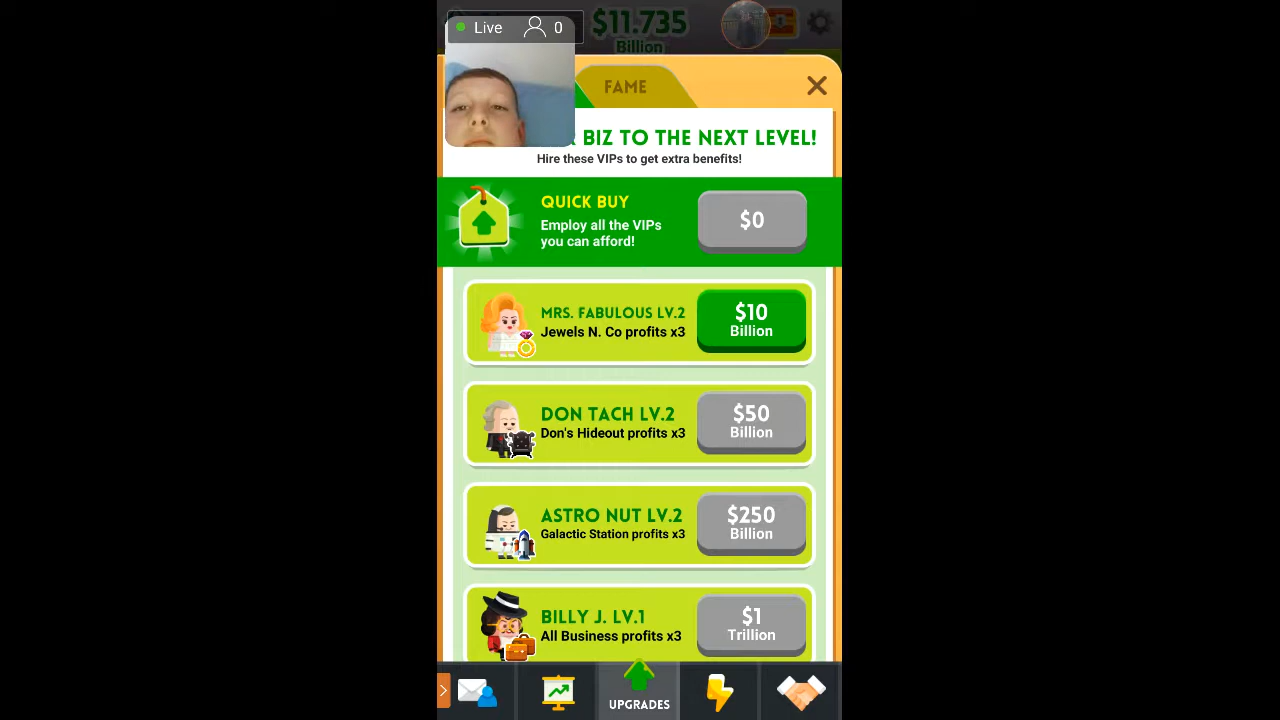 Live 0
$11.735
Billion
FAME
BIZ TO THE NEXT LEVEL!
Hire these VIPs to get extra benefits!
QUICK BUY
Employ all the VIPs
you can afford!
$0
MRS. FABULOUS LV.2
Jewels N. Co profits x3
$10
Billion
DON TACH LV.2
Don's Hideout profits x3
$50
Billion
ASTRO NUT LV.2
Galactic Station profits x3
$250
Billion
BILLY J. LV.1
All Business profits x3
$1
Trillion
UPGRADES